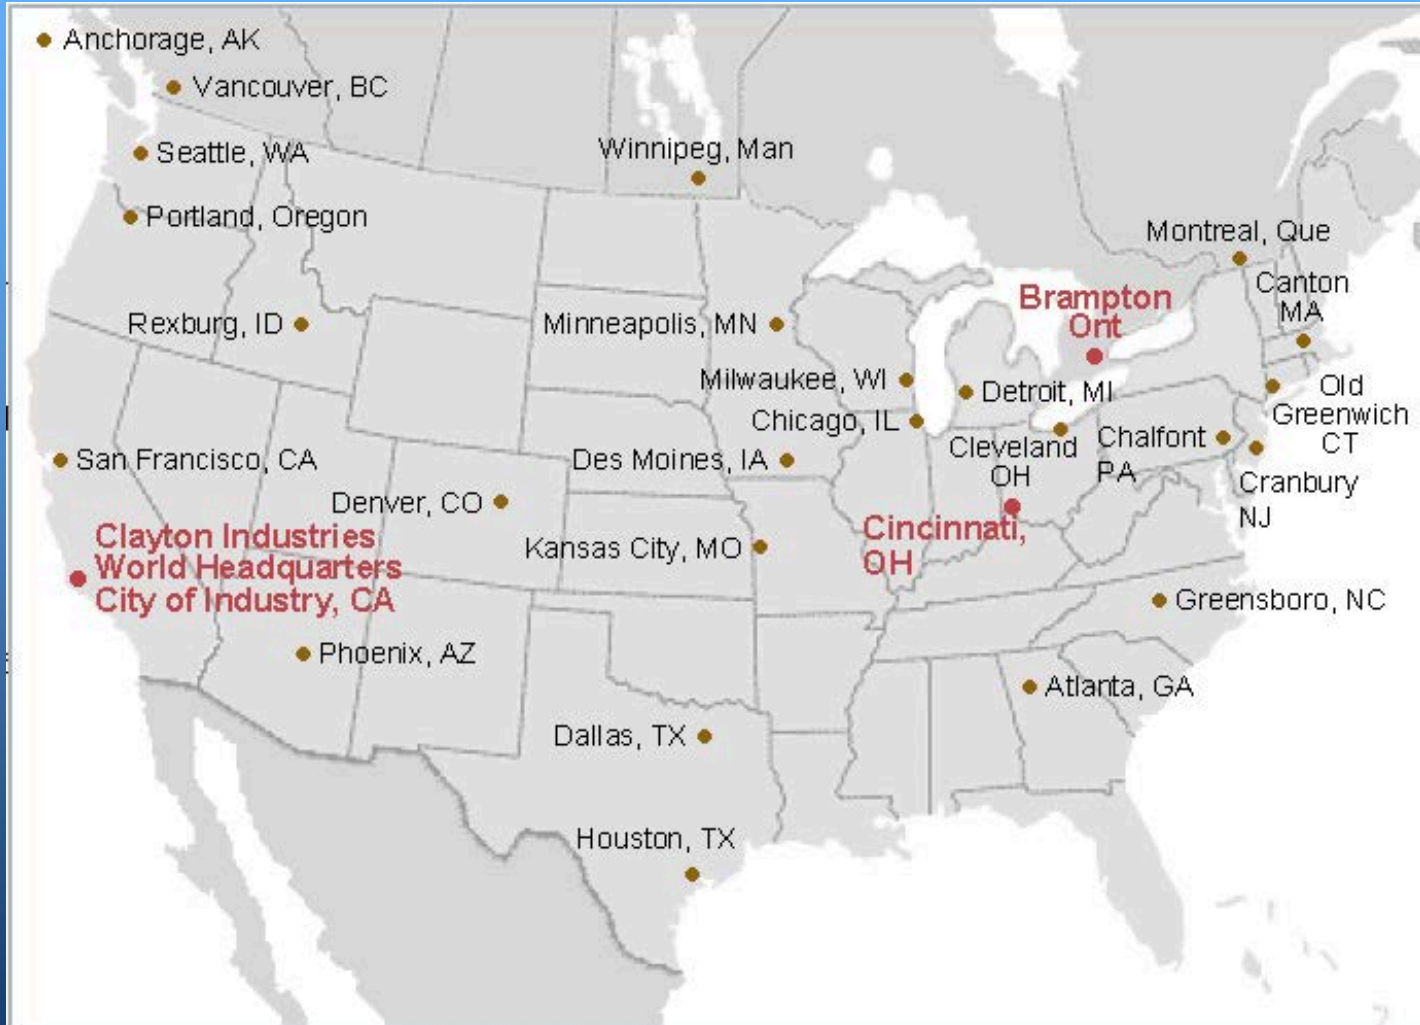 Anchorage, AK
Vancouver, BC
Seattle, WA
Winnipeg, Man
Portland, Oregon
Montreal, Que
Canton
MA
Brampton
Ont
Rexburg, ID
Minneapolis, MN
Milwaukee, WI
Detroit, MI
Old
Greenwich
CT
Chicago, IL
Cleveland
OH
Chalfont
PA
San Francisco, CA
Des Moines, IA
Cranbury
NJ
Denver, CO
Clayton Industries
World Headquarters
City of Industry, CA
Kansas City, MO
Cincinnati,
OH
Greensboro, NC
Phoenix, AZ
Atlanta, GA
Dallas, TX
Houston, TX